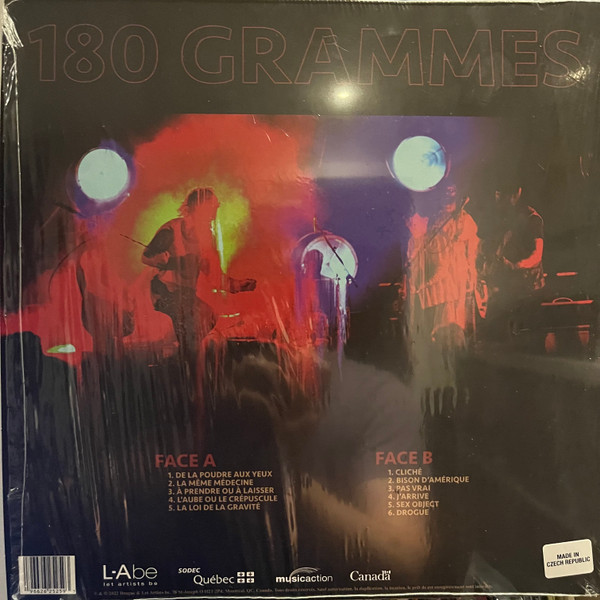 180 GRAMMES
FACE A
1. DE LA POUDRE AUX YEUX
2. LA MÊME MÉDECINE
3. À PRENDRE OU À LAISSER
4. L'AUBE OU LE CRÉPUSCULE
5. LA LOI DE LA GRAVITÉ
FACE B
1. CLICHÉ
2. BISON D'AMÉRIQUE
3. PAS VRAI
4. J'ARRIVE
5. SEX OBJECT
6. DROGUE
L-Abe
let artists be
SODEC
Québec
musicaction
Canada
MADE IN
CZECH REPUBLIC